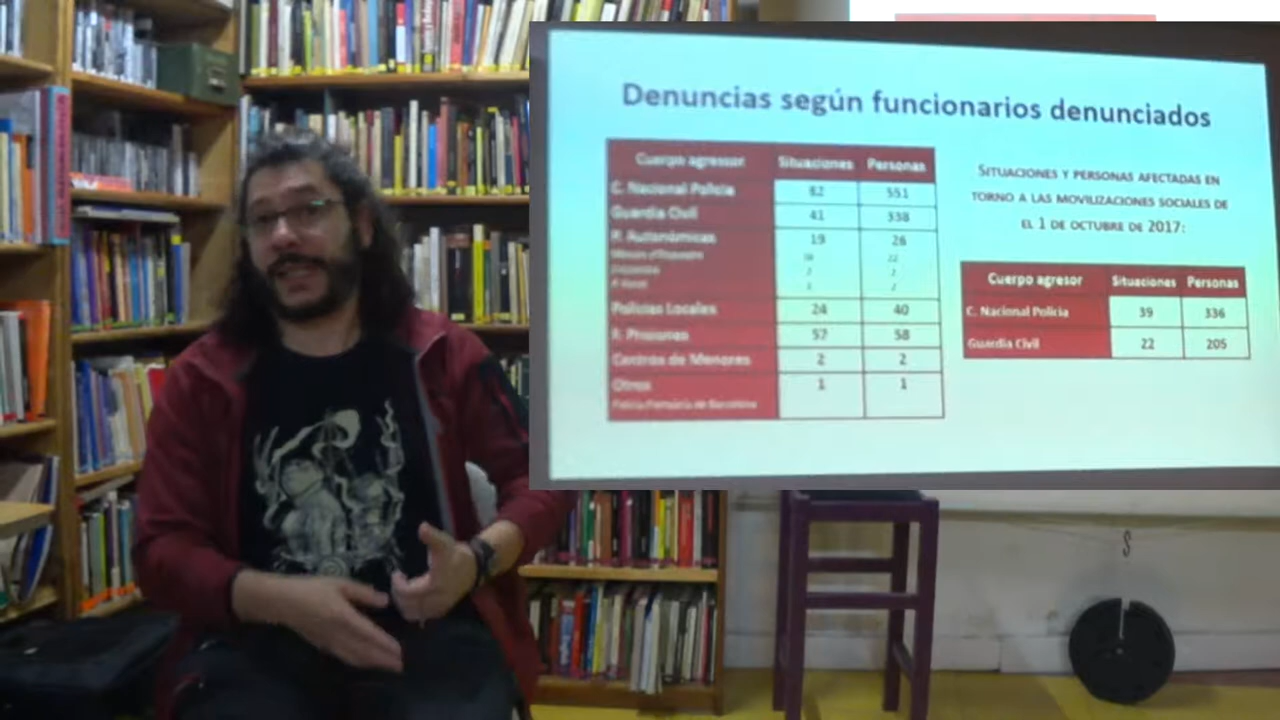 Denuncias según funcionarios denunciados
Cuerpo agresor Situaciones Personas
C. Nacional Policía 62 551
Guardia Civil 41 338
P. Autonómicas 19 26
Policías Locales 24 40
F. Prisiones 57 58
Centros de Menores 2 2
Otros 1 1
SITUACIONES Y PERSONAS AFECTADAS EN
TORNO A LAS MOVILIZACIONES SOCIALES DE
EL 1 DE OCTUBRE DE 2017:
Cuerpo agresor Situaciones Personas
C. Nacional Policía 39 336
Guardia Civil 22 205